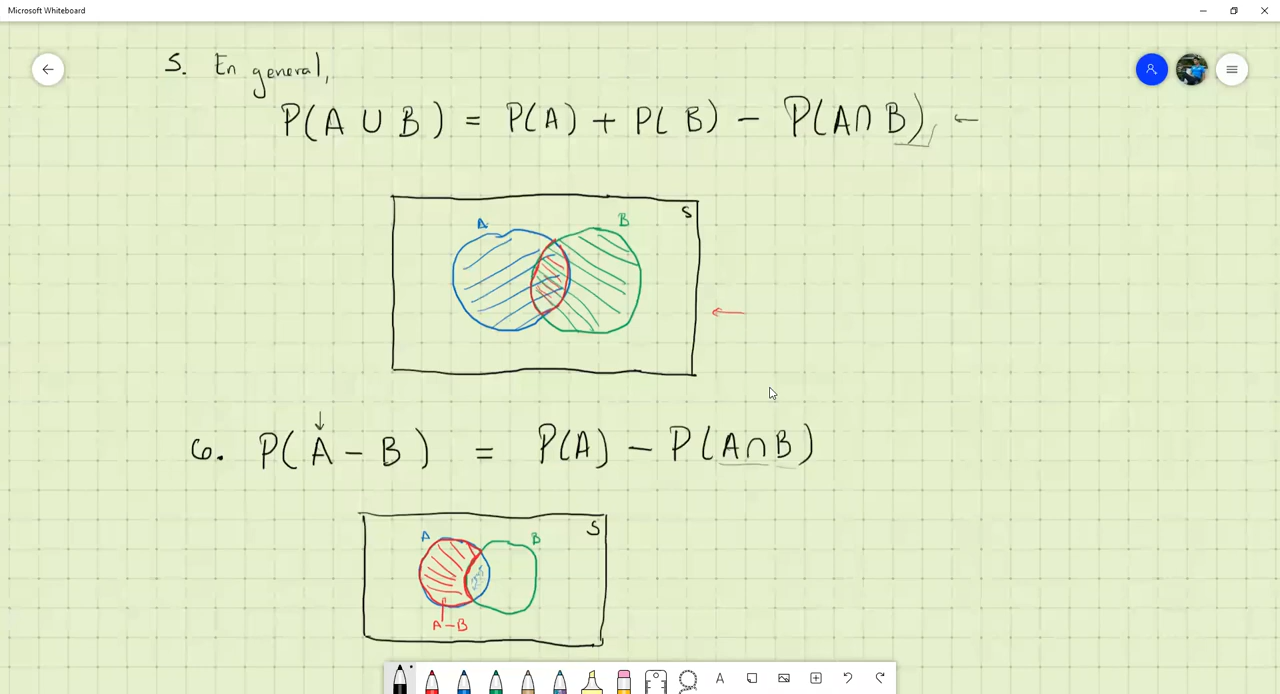 Microsoft Whiteboard
5. En general,
P(A ∪ B) = P(A) + P(B) - P(A∩B), ←
A B S
6. P(A - B) = P(A) - P(A∩B)
A B S
A - B
A